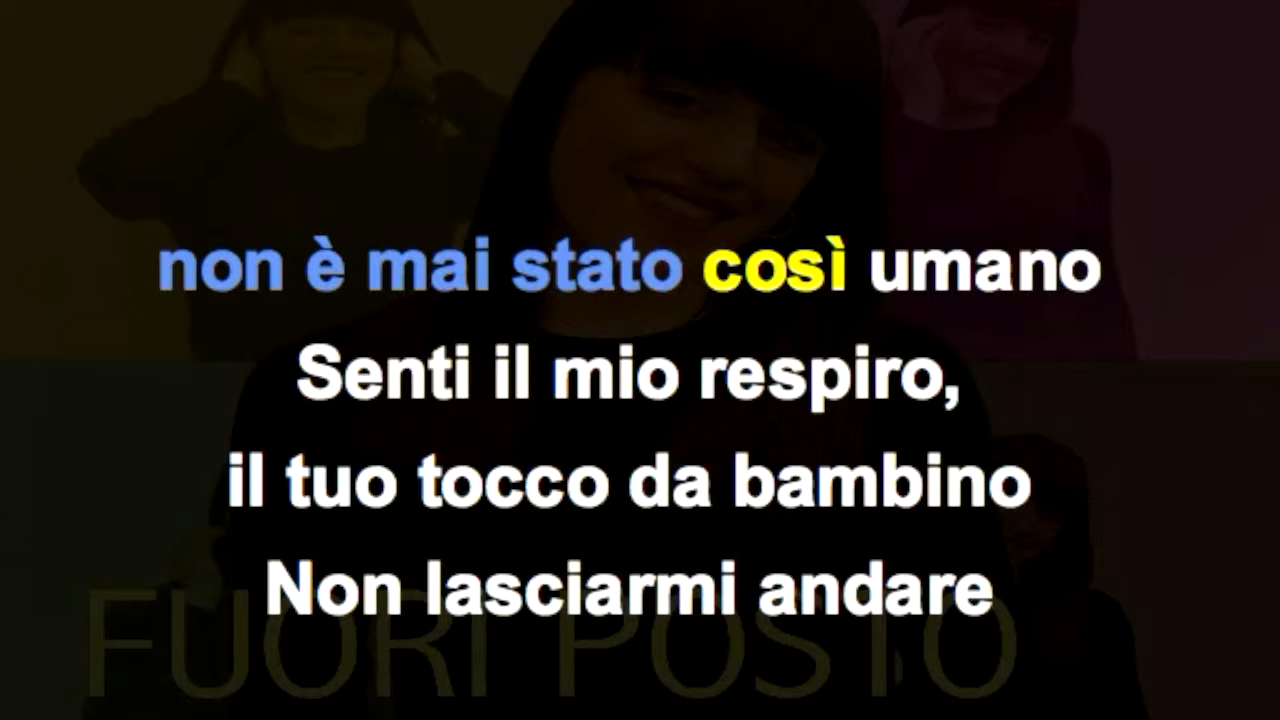 non è mai stato così umano
Senti il mio respiro,
il tuo tocco da bambino
Non lasciarmi andare
FUORI POSTO